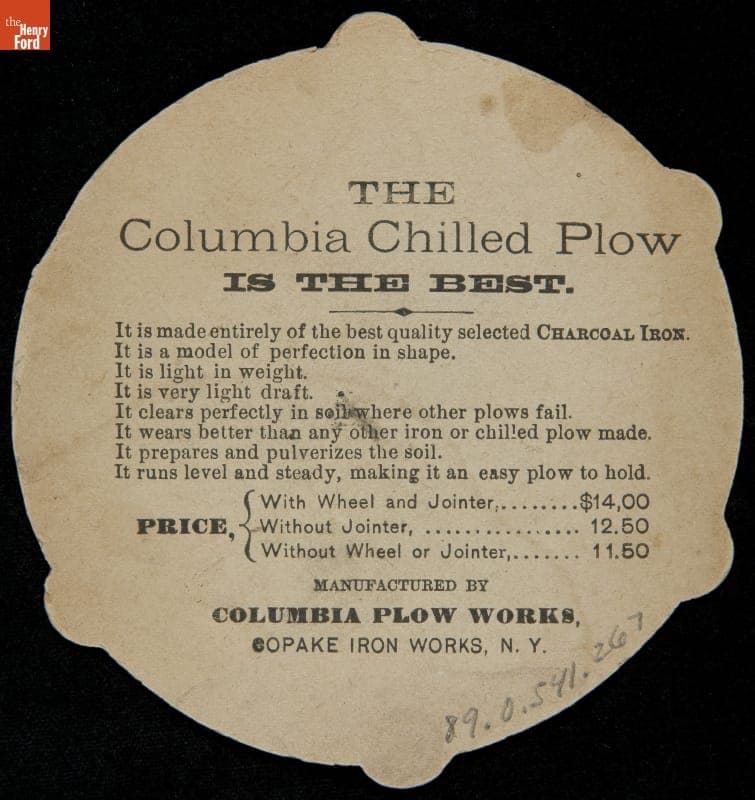 the
Henry
Ford
THE
Columbia Chilled Plow
IS THE BEST.
It is made entirely of the best quality selected CHARCOAL IRON.
It is a model of perfection in shape.
It is light in weight.
It is very light draft.
It clears perfectly in soil where other plows fail.
It wears better than any other iron or chilled plow made.
It prepares and pulverizes the soil.
It runs level and steady, making it an easy plow to hold.
PRICE,
With Wheel and Jointer,........$14,00
Without Jointer, ................ 12.50
Without Wheel or Jointer,....... 11.50
MANUFACTURED BY
COLUMBIA PLOW WORKS,
COPAKE IRON WORKS, N. Y.
89.0.541.267